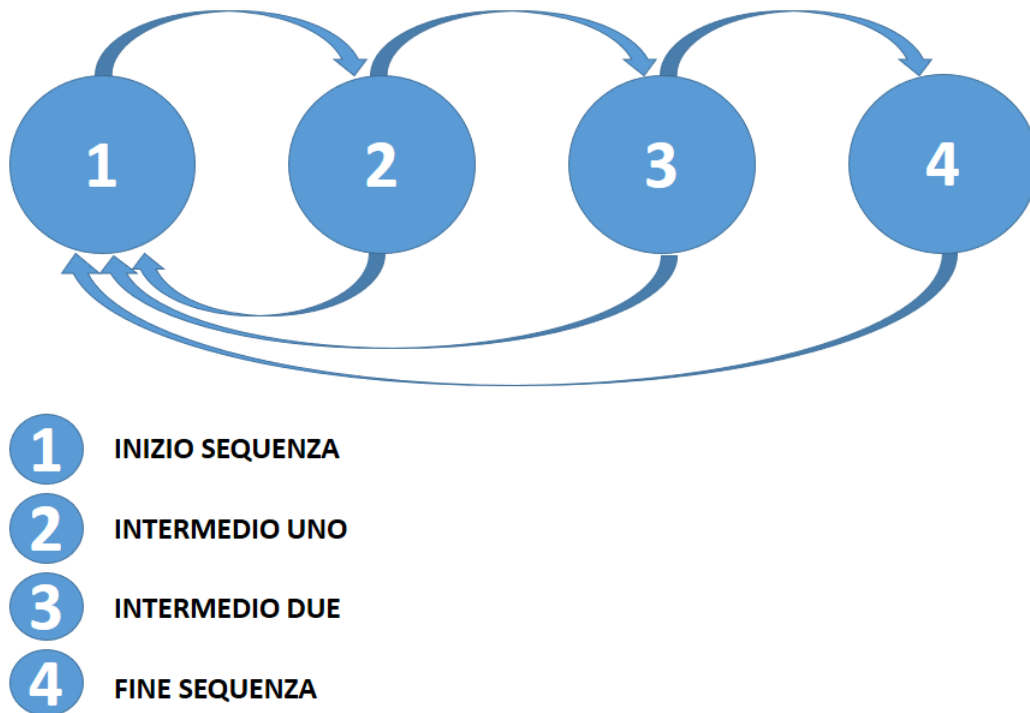 1 2 3 4
1 INIZIO SEQUENZA
2 INTERMEDIO UNO
3 INTERMEDIO DUE
4 FINE SEQUENZA